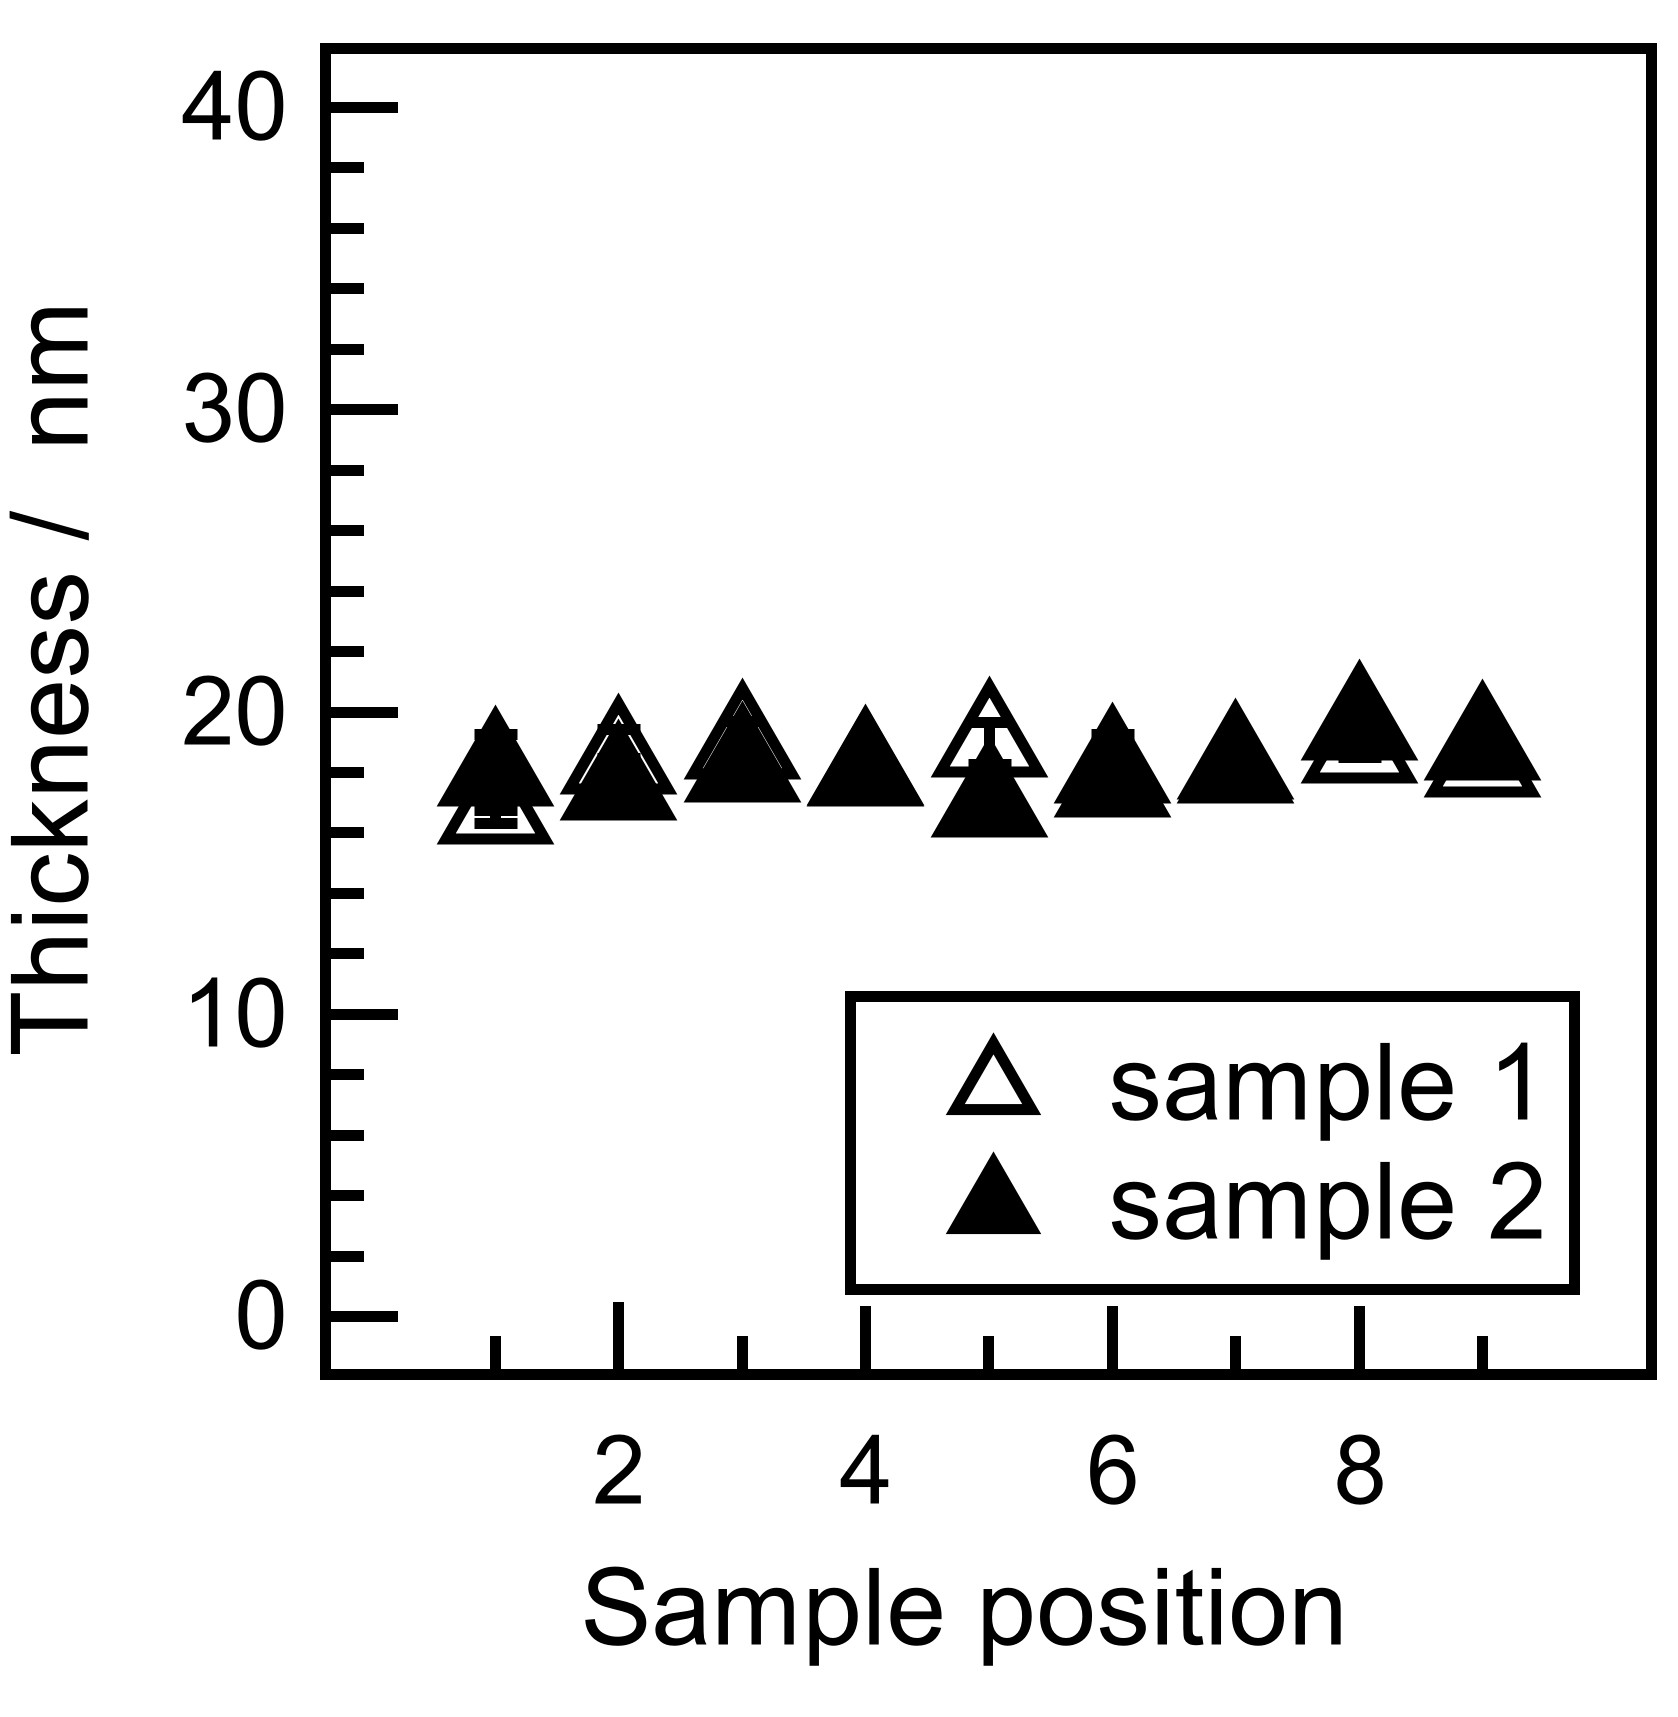 Thickness / nm
40
30
20
10
0
sample 1
sample 2
2 4 6 8
Sample position